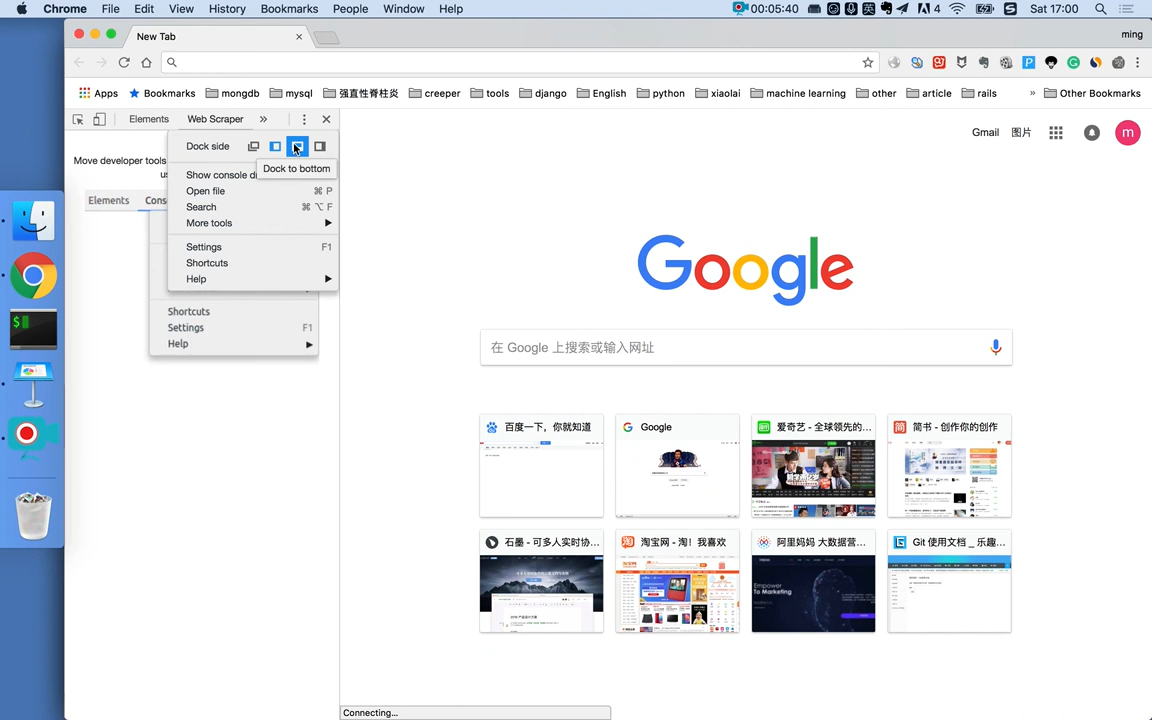 Chrome File Edit View History Bookmarks People Window Help 00:05:40 英 4 Sat 17:00
New Tab ming
Apps Bookmarks mongdb mysql 强直性脊柱炎 creeper tools django English python xiaolai machine learning other article rails » Other Bookmarks
Elements Web Scraper »
Gmail 图片 m
Dock side
Move developer tools
Dock to bottom
Show console d
Open file ⌘ P
Elements Cons
Search ⌘ ⌥ F
More tools
Settings F1
Shortcuts
Help
Shortcuts
Settings F1
Help
Google
在 Google 上搜索或输入网址
百度一下，你就知道
Google
爱奇艺 - 全球领先的...
简 简书 - 创作你的创作
石墨 - 可多人实时协...
淘 淘宝网 - 淘！我喜欢
阿里妈妈 大数据营...
Git 使用文档 _ 乐趣...
Empower
To Marketing
Connecting...